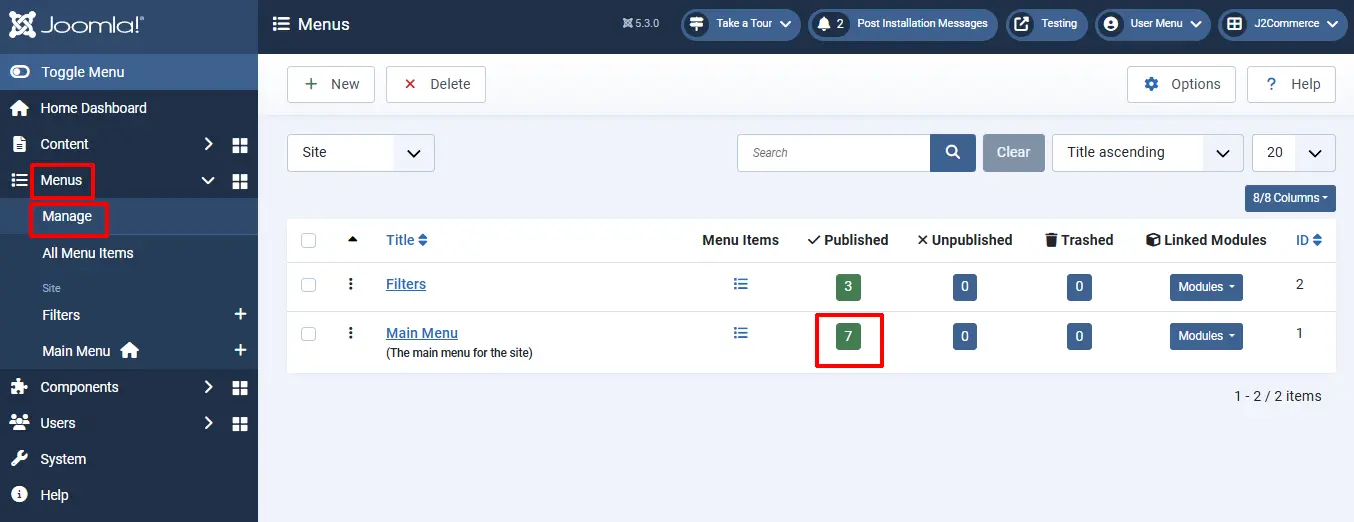 Joomla!®
Menus
5.3.0
Take a Tour
2 Post Installation Messages
Testing
User Menu
J2Commerce
Toggle Menu
Home Dashboard
Content
Menus
Manage
All Menu Items
Site
Filters
Main Menu
Components
Users
System
Help
New
Delete
Options
? Help
Site
Search
Clear
Title ascending
20
8/8 Columns
Title Menu Items Published Unpublished Trashed Linked Modules ID
Filters 3 0 0 Modules 2
Main Menu 7 0 0 Modules 1
(The main menu for the site)
1 - 2 / 2 items